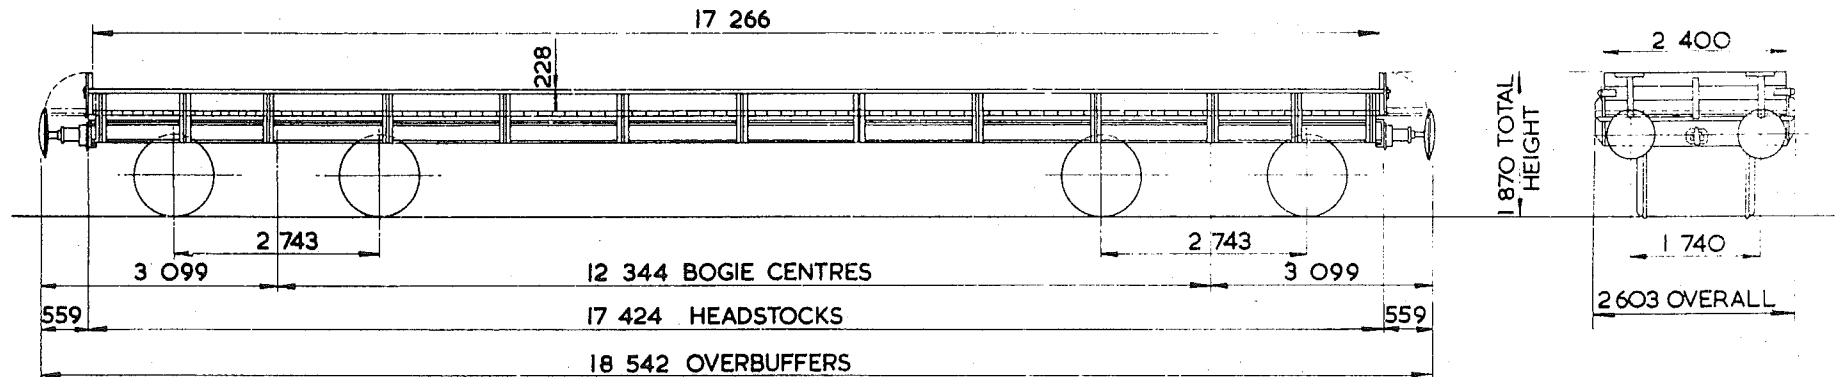 17 266
2 400
228
1 870 TOTAL
HEIGHT
2 743
2 743
1 740
3 099
12 344 BOGIE CENTRES
3 099
2 603 OVERALL
559
17 424 HEADSTOCKS
559
18 542 OVERBUFFERS